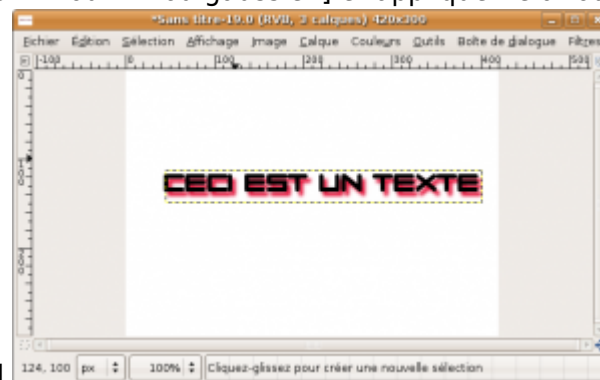 *Sans titre-19.0 (RVB, 3 calques) 420x300
Fichier Édition Sélection Affichage Image Calque Couleurs Outils Boîte de dialogue Filtres
-100 0 100 200 300 400 500
CECI EST UN TEXTE
124, 100 px 100% Cliquez-glissez pour créer une nouvelle sélection